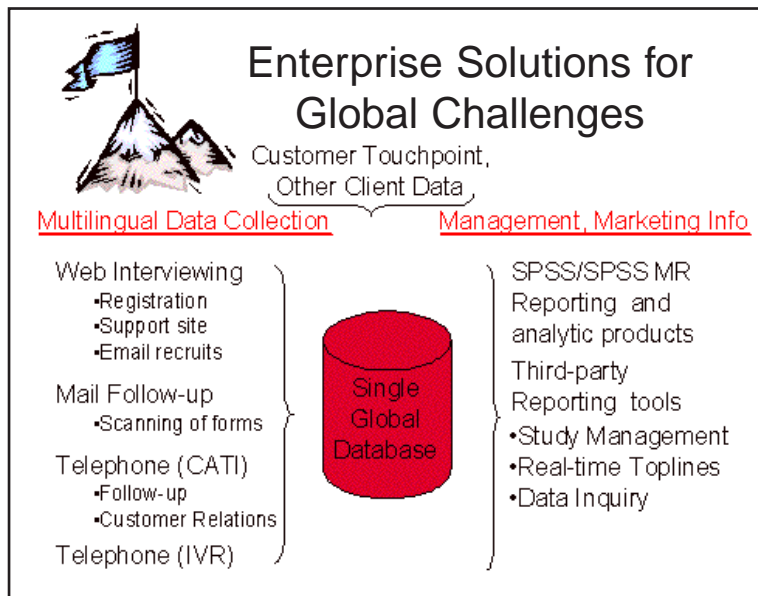 Enterprise Solutions for
Global Challenges
Customer Touchpoint,
Other Client Data
Multilingual Data Collection
Web Interviewing
•Registration
•Support site
•Email recruits
Mail Follow-up
•Scanning of forms
Telephone (CATI)
•Follow-up
•Customer Relations
Telephone (IVR)
Single
Global
Database
Management, Marketing Info
SPSS/SPSS MR
Reporting and
analytic products
Third-party
Reporting tools
•Study Management
•Real-time Toplines
•Data Inquiry